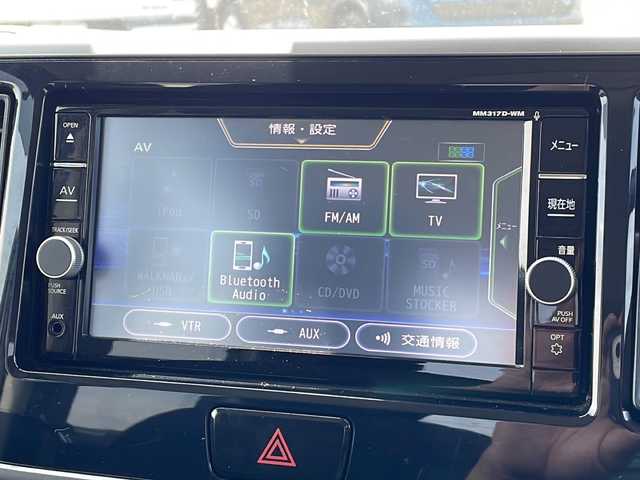 MM317D-WM
OPEN
AV
TRACK/SEEK
PUSH
SOURCE
AUX
情報・設定
AV
iPod
SD
FM/AM
TV
メニュー
WALKMAN®
USB
Bluetooth
Audio
CD/DVD
MUSIC
STOCKER
VTR
AUX
交通情報
メニュー
現在地
音量
PUSH
AV OFF
OPT